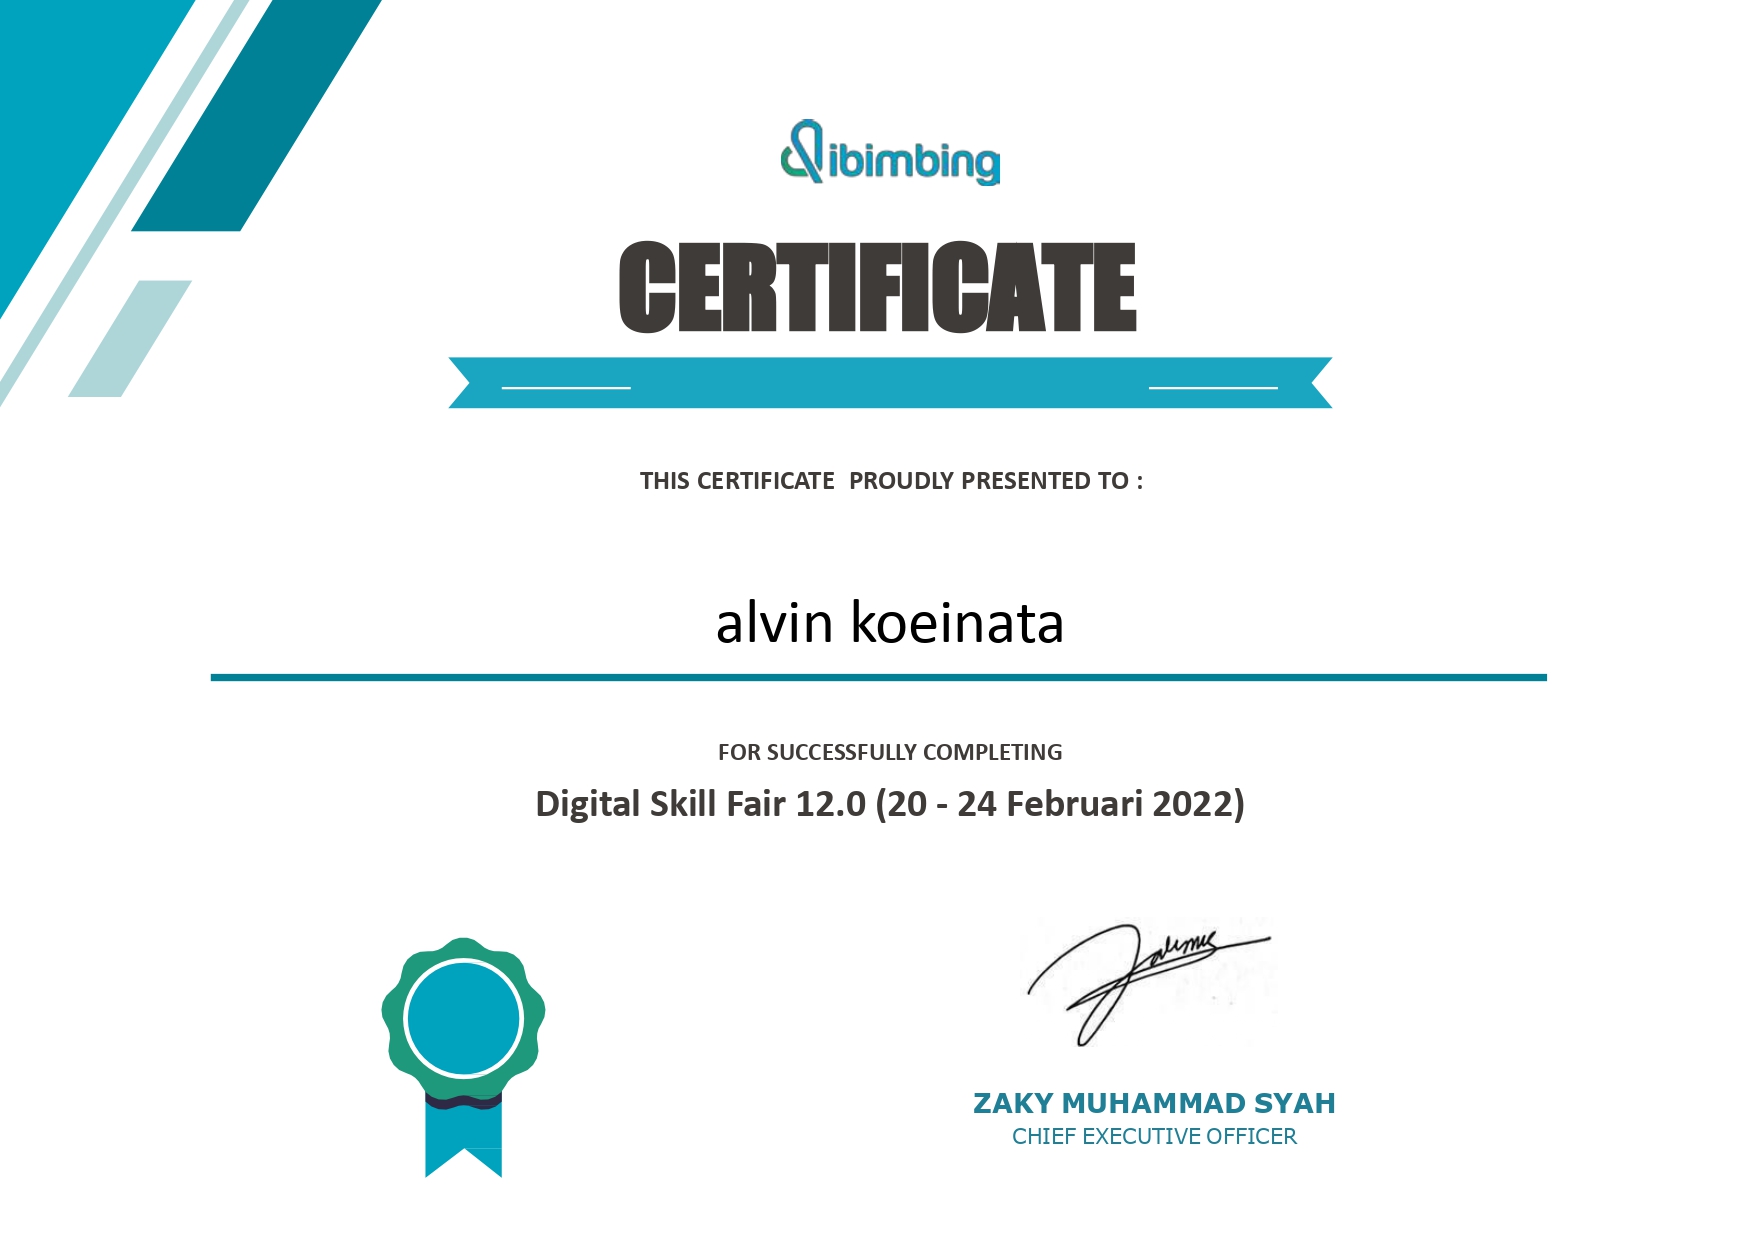 dibimbing
CERTIFICATE
THIS CERTIFICATE PROUDLY PRESENTED TO :
alvin koeinata
FOR SUCCESSFULLY COMPLETING
Digital Skill Fair 12.0 (20 - 24 Februari 2022)
ZAKY MUHAMMAD SYAH
CHIEF EXECUTIVE OFFICER